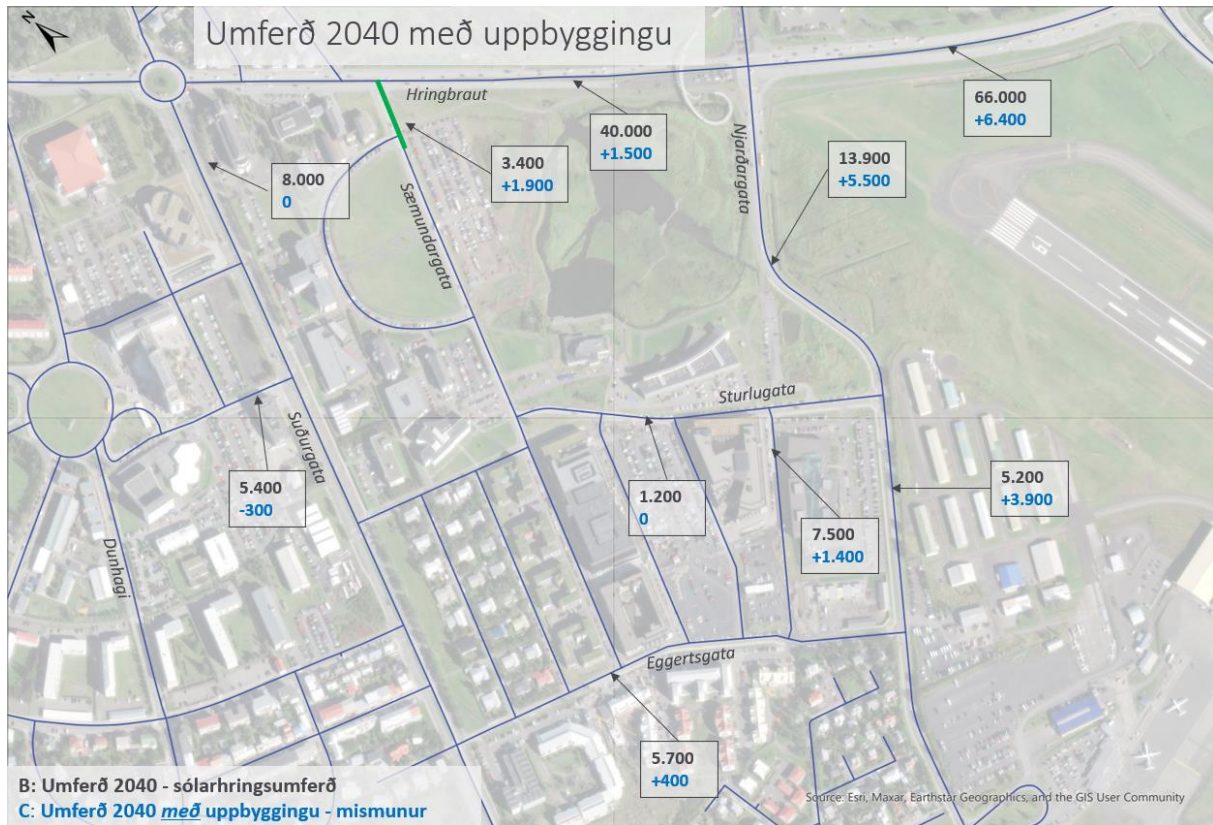 N
Umferð 2040 með uppbyggingu
Hringbraut
66.000
+6.400
40.000
+1.500
Njarðargata
13.900
+5.500
3.400
+1.900
8.000
0
Sæmundargata
Sturlugata
Suðurgata
5.400
-300
1.200
0
7.500
+1.400
5.200
+3.900
Dunhagi
Eggertsgata
5.700
+400
B: Umferð 2040 - sólarhringsumferð
C: Umferð 2040 með uppbyggingu - mismunur
Source: Esri, Maxar, Earthstar Geographics, and the GIS User Community